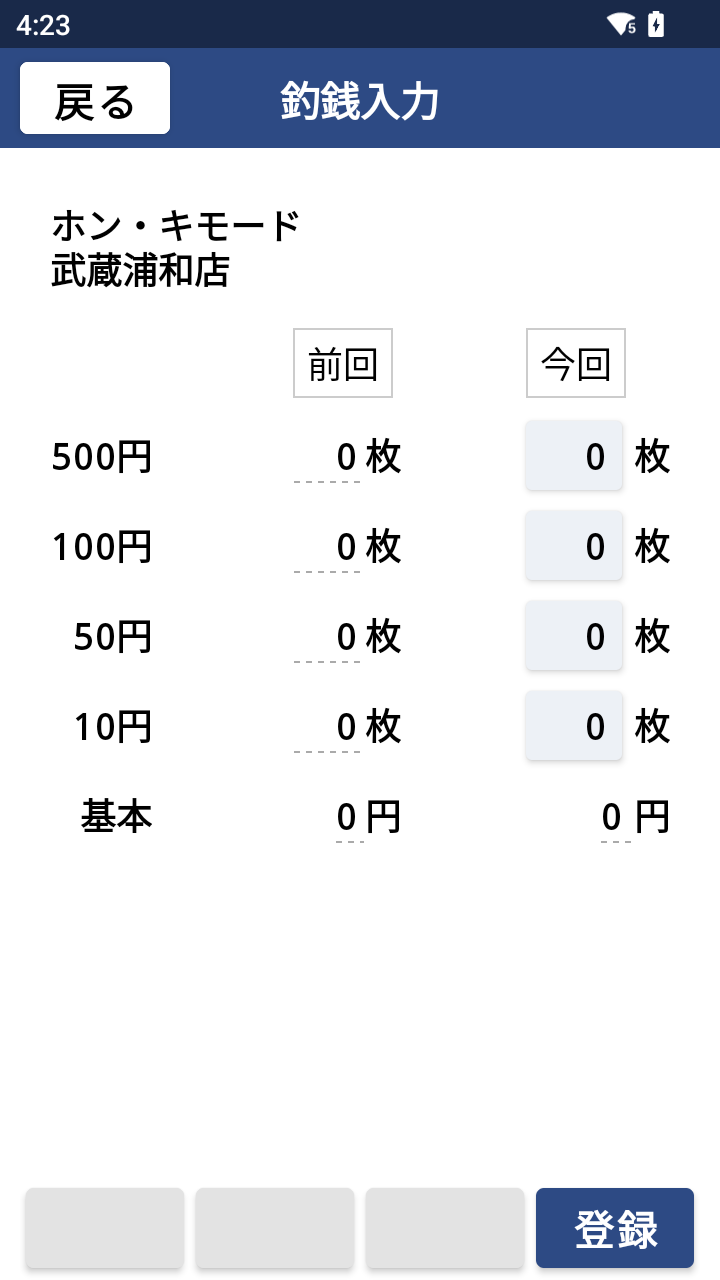 4:23
5
戻る
釣銭入力
ホン・キモード
武蔵浦和店
前回 今回
500円 0 枚 0 枚
100円 0 枚 0 枚
50円 0 枚 0 枚
10円 0 枚 0 枚
基本 0 円 0 円
登録